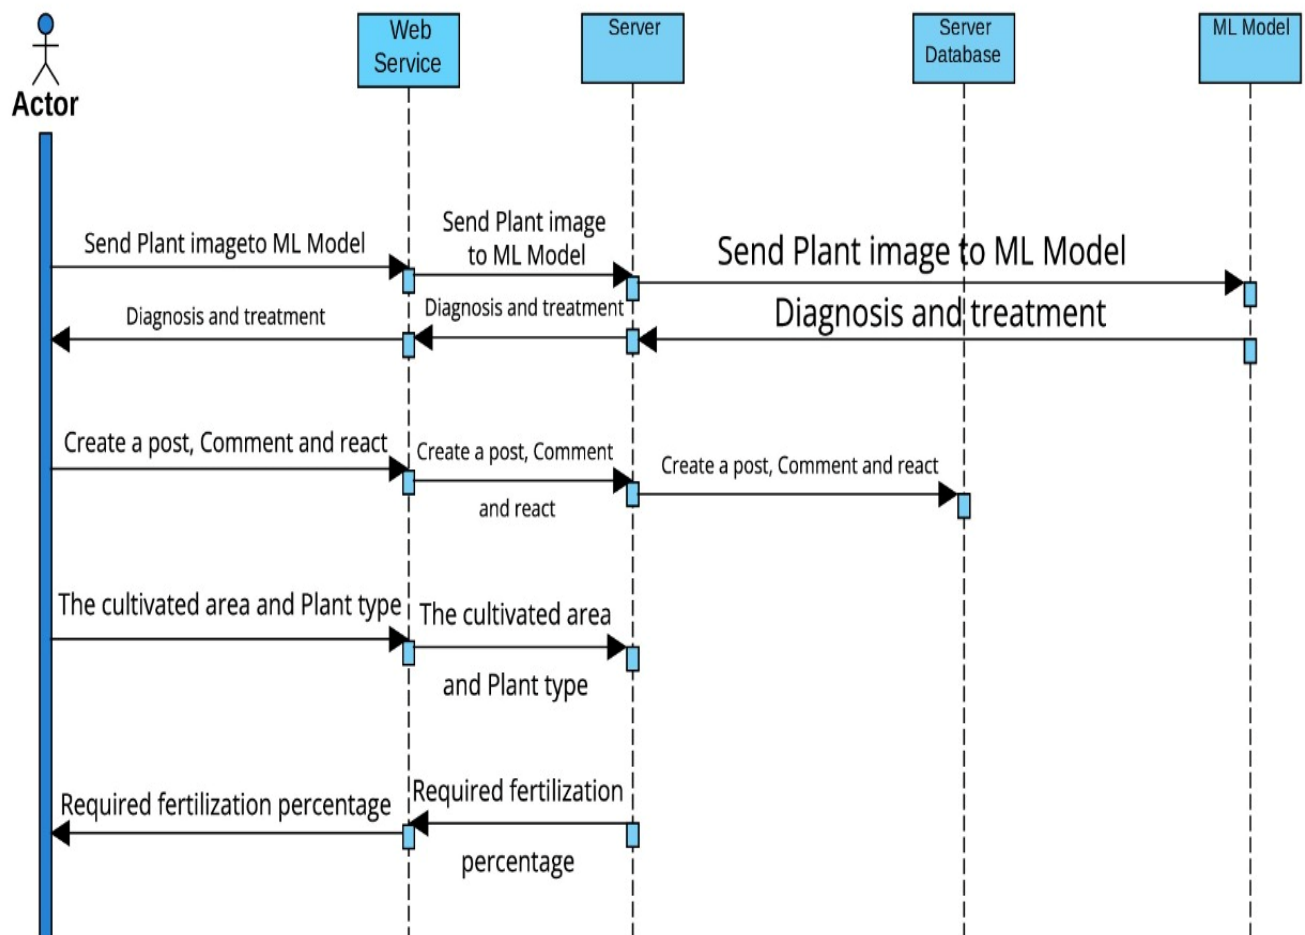 Actor
Web
Service
Server
Server
Database
ML Model
Send Plant imageto ML Model
Send Plant image
to ML Model
Send Plant image to ML Model
Diagnosis and treatment
Diagnosis and treatment
Diagnosis and treatment
Create a post, Comment and react
Create a post, Comment
and react
Create a post, Comment and react
The cultivated area and Plant type
The cultivated area
and Plant type
Required fertilization percentage
Required fertilization
percentage